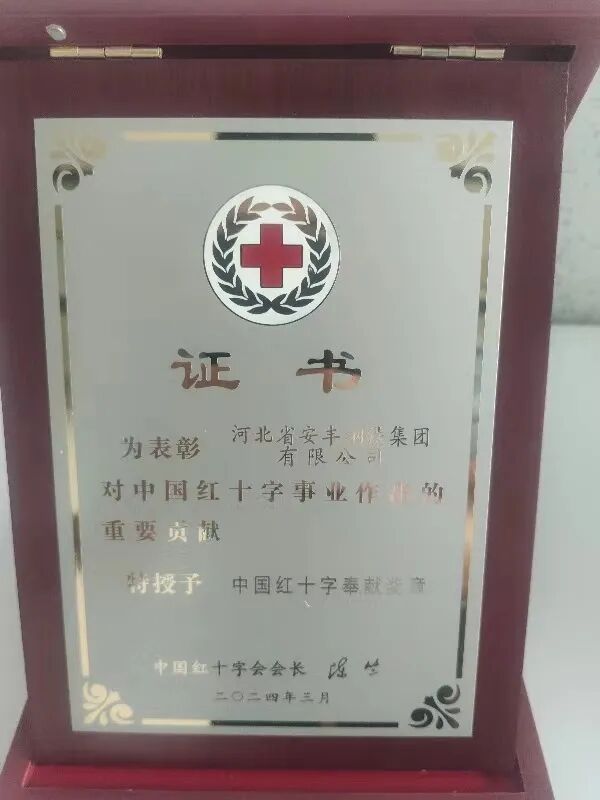 证书
为表彰 河北省安丰 集团
有限公司
对中国红十字事业作出的
重要贡献
特授予 中国红十字奉献奖章
中国红十字会会长 陈竺
二〇二四年三月